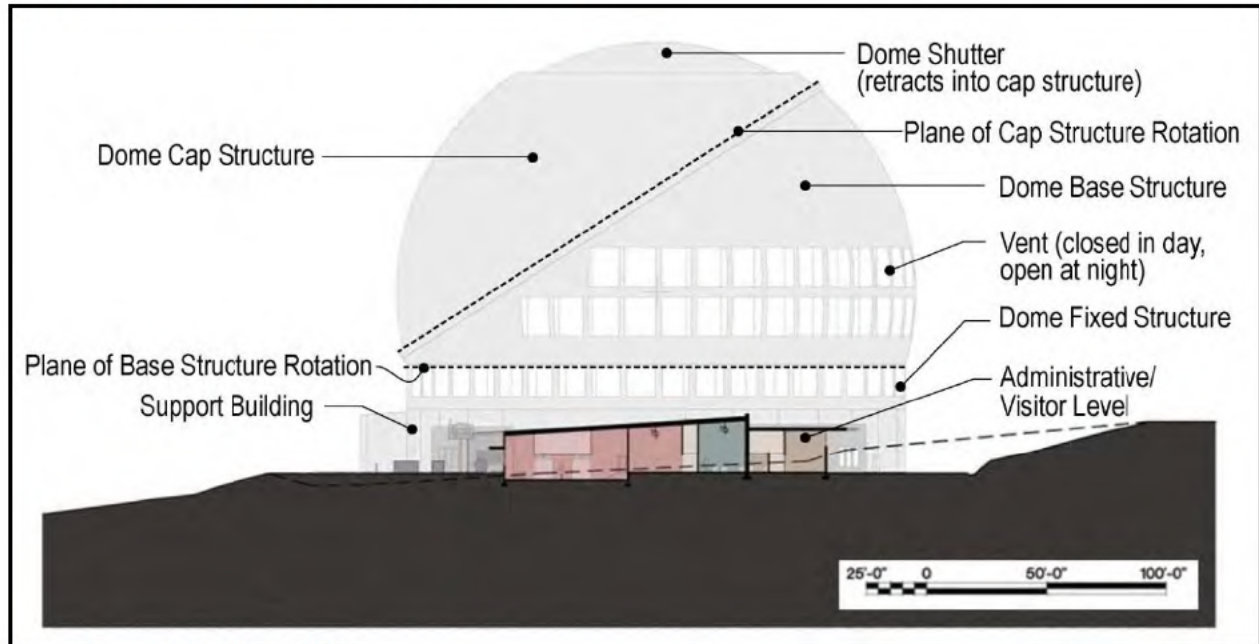 Dome Shutter
(retracts into cap structure)
Plane of Cap Structure Rotation
Dome Cap Structure
Dome Base Structure
Vent (closed in day,
open at night)
Dome Fixed Structure
Plane of Base Structure Rotation
Administrative/
Visitor Level
Support Building
25'-0" 0 50'-0" 100'-0"